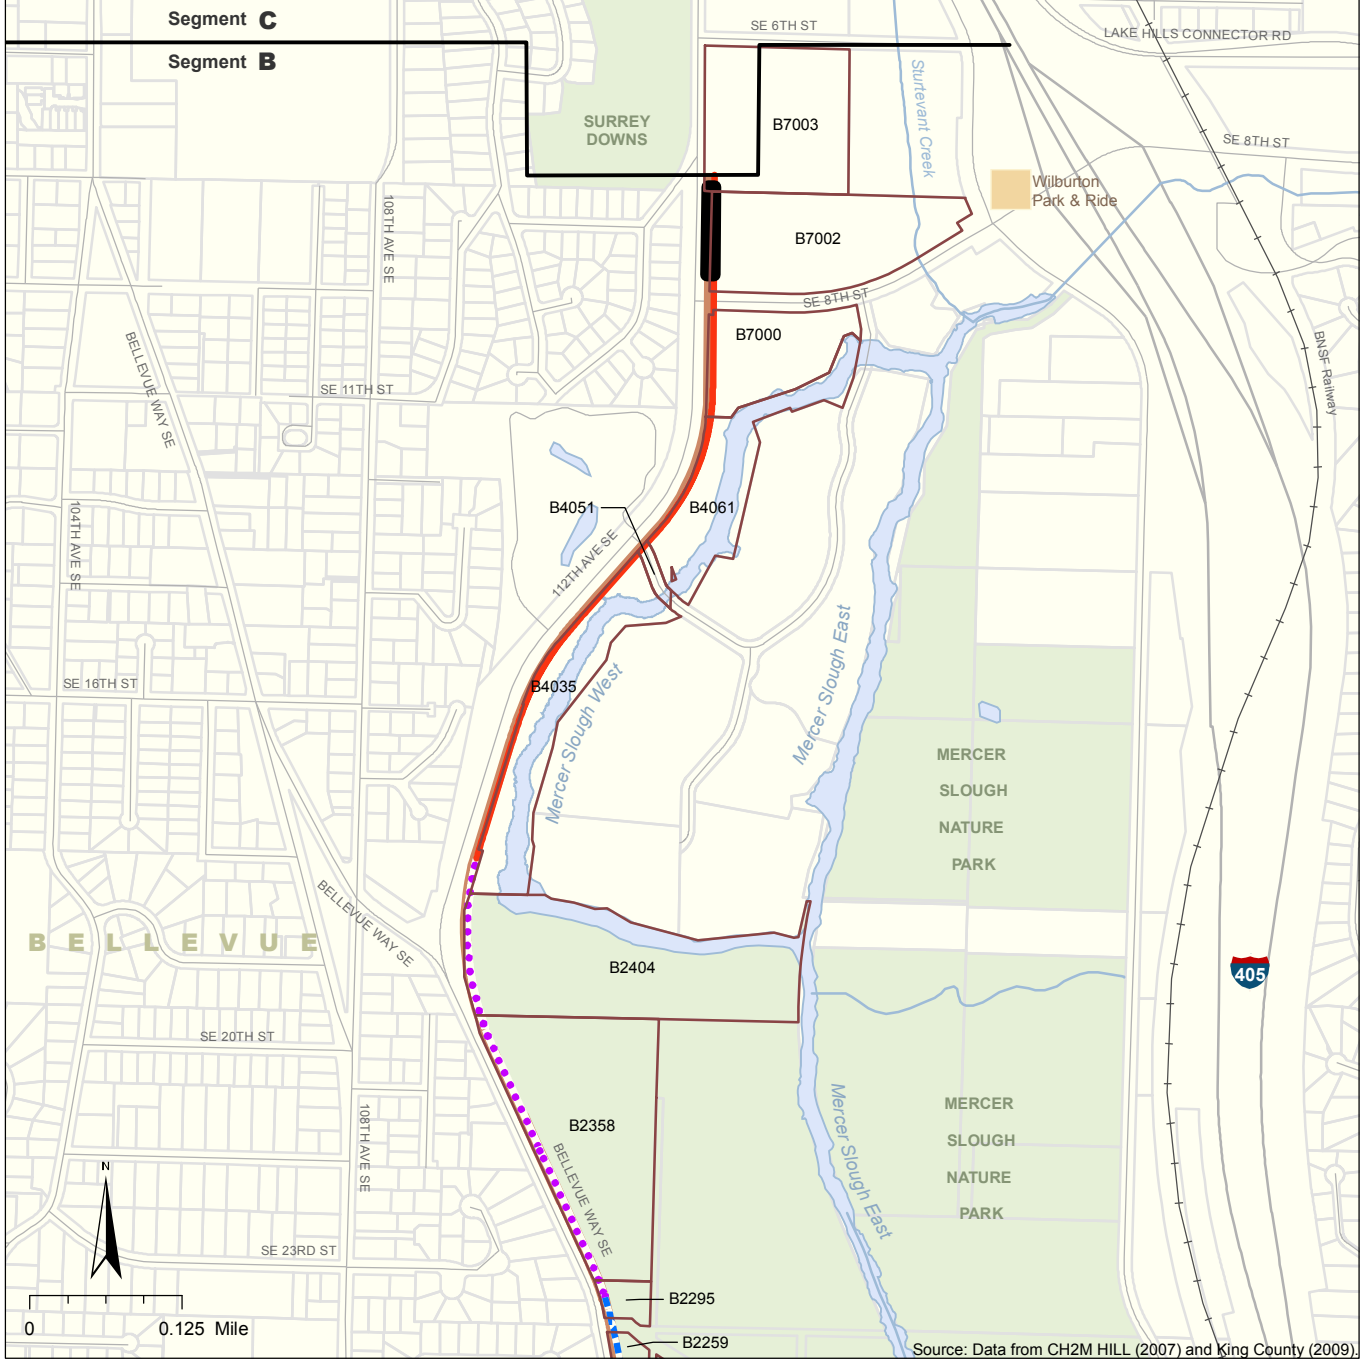 Segment C
Segment B
SE 6TH ST
LAKE HILLS CONNECTOR RD
SURREY
DOWNS
B7003
Sturtevant Creek
SE 8TH ST
Wilburton
Park & Ride
108TH AVE SE
B7002
SE 8TH ST
B7000
BELLEVUE WAY SE
BNSF Railway
SE 11TH ST
104TH AVE SE
B4051
B4061
112TH AVE SE
SE 16TH ST
B4035
Mercer Slough West
Mercer Slough East
MERCER
SLOUGH
NATURE
PARK
BELLEVUE WAY SE
BELLEVUE
B2404
405
SE 20TH ST
108TH AVE SE
B2358
BELLEVUE WAY SE
Mercer Slough East
MERCER
SLOUGH
NATURE
PARK
N
SE 23RD ST
B2295
0 0.125 Mile
B2259
Source: Data from CH2M HILL (2007) and King County (2009).